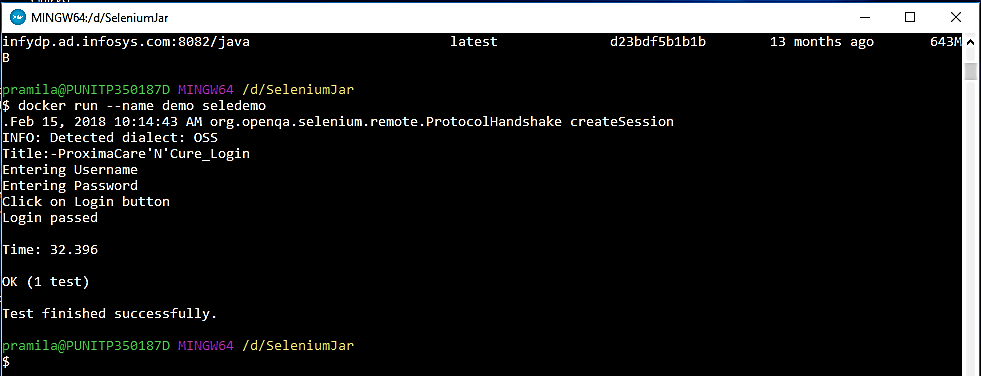 MINGW64:/d/SeleniumJar
infydp.ad.infosys.com:8082/java latest d23bdf5b1b1b 13 months ago 643M
B
pramila@PUNITP350187D MINGW64 /d/SeleniumJar
$ docker run --name demo seledemo
.Feb 15, 2018 10:14:43 AM org.openqa.selenium.remote.ProtocolHandshake createSession
INFO: Detected dialect: OSS
Title:-ProximaCare'N'Cure_Login
Entering Username
Entering Password
Click on Login button
Login passed
Time: 32.396
OK (1 test)
Test finished successfully.
pramila@PUNITP350187D MINGW64 /d/SeleniumJar
$